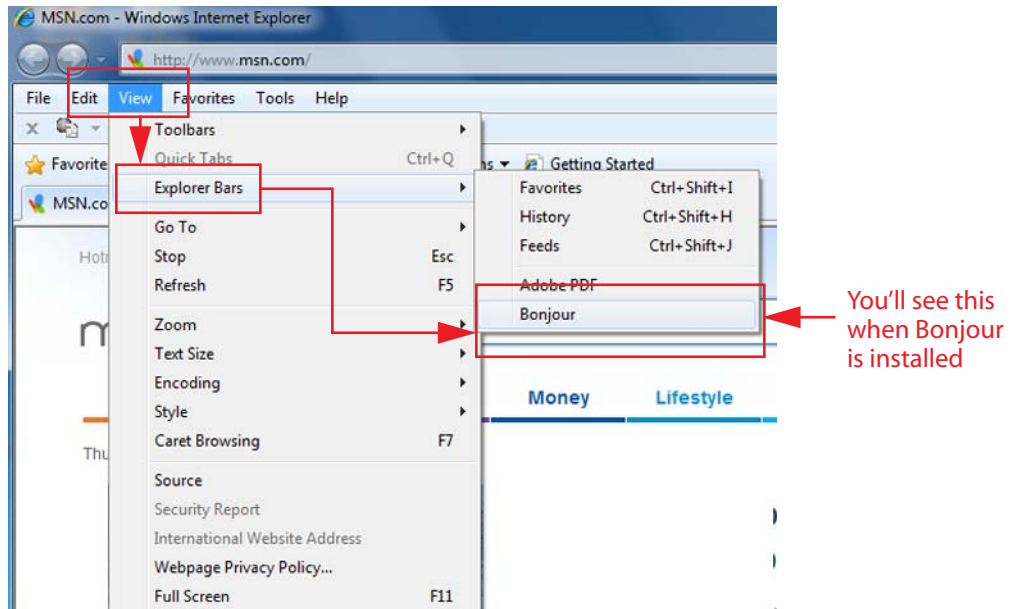 MSN.com - Windows Internet Explorer
http://www.msn.com/
File Edit View Favorites Tools Help
Toolbars
Favorite
Quick Tabs Ctrl+Q
Getting Started
Explorer Bars
Favorites Ctrl+Shift+I
MSN.co
History Ctrl+Shift+H
Go To
Feeds Ctrl+Shift+J
Stop Esc
Refresh F5
Adobe PDF
Bonjour
You'll see this
when Bonjour
is installed
Zoom
Text Size
Encoding
Style
Money Lifestyle
Caret Browsing F7
Thu
Source
Security Report
International Website Address
Webpage Privacy Policy...
Full Screen F11